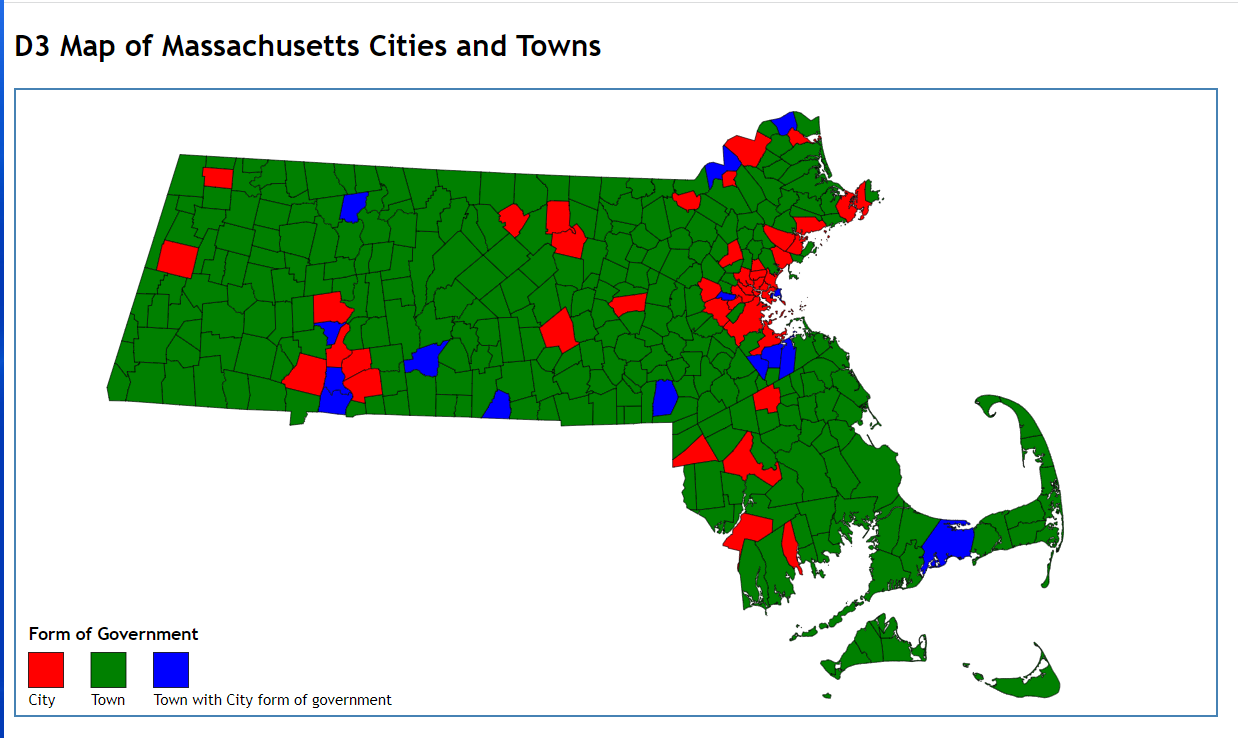 D3 Map of Massachusetts Cities and Towns
Form of Government
City Town Town with City form of government